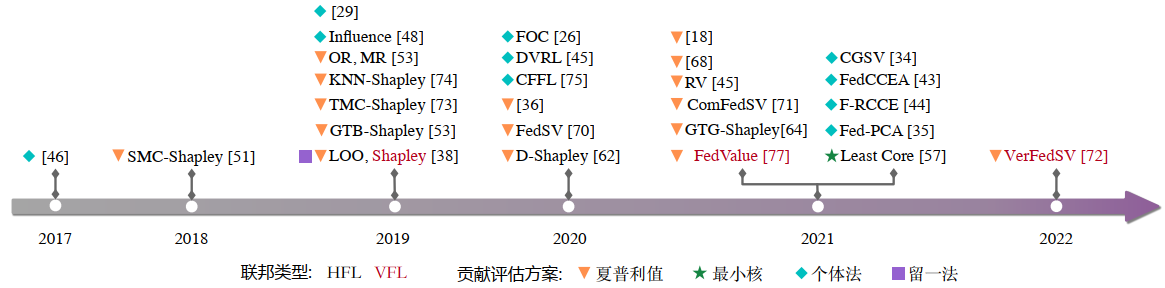 [29]
Influence [48]
OR, MR [53]
KNN-Shapley [74]
TMC-Shapley [73]
GTB-Shapley [53]
LOO, Shapley [38]
[46]
SMC-Shapley [51]
FOC [26]
DVRL [45]
CFFL [75]
[36]
FedSV [70]
D-Shapley [62]
[18]
[68]
RV [45]
ComFedSV [71]
GTG-Shapley[64]
FedValue [77]
CGSV [34]
FedCCEA [43]
F-RCCE [44]
Fed-PCA [35]
Least Core [57]
VerFedSV [72]
2017 2018 2019 2020 2021 2022
联邦类型: HFL VFL 贡献评估方案: 夏普利值 最小核 个体法 留一法